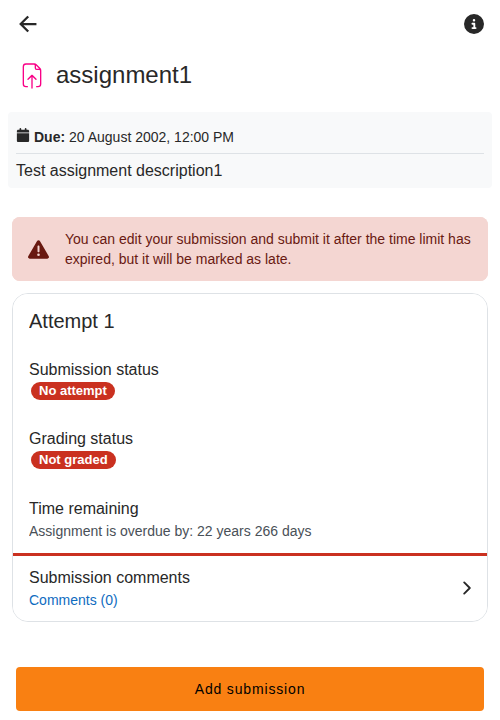 assignment1
Due: 20 August 2002, 12:00 PM
Test assignment description1
You can edit your submission and submit it after the time limit has
expired, but it will be marked as late.
Attempt 1
Submission status
No attempt
Grading status
Not graded
Time remaining
Assignment is overdue by: 22 years 266 days
Submission comments
Comments (0)
Add submission